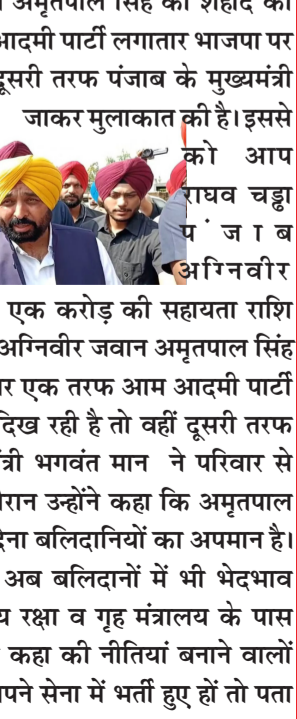 अमृतपाल सिंह को शहीद का
आदमी पार्टी लगातार भाजपा पर
दूसरी तरफ पंजाब के मुख्यमंत्री
जाकर मुलाकात की है। इससे
को आप
राघव चड्ढा
पंजाब
अग्निवीर
एक करोड़ की सहायता राशि
अग्निवीर जवान अमृतपाल सिंह
एक तरफ आम आदमी पार्टी
दिख रही है तो वहीं दूसरी तरफ
भगवंत मान ने परिवार से
उन्होंने कहा कि अमृतपाल
देना बलिदानियों का अपमान है।
अब बलिदानों में भी भेदभाव
रक्षा व गृह मंत्रालय के पास
कहा की नीतियां बनाने वालों
अपने सेना में भर्ती हुए हों तो पता